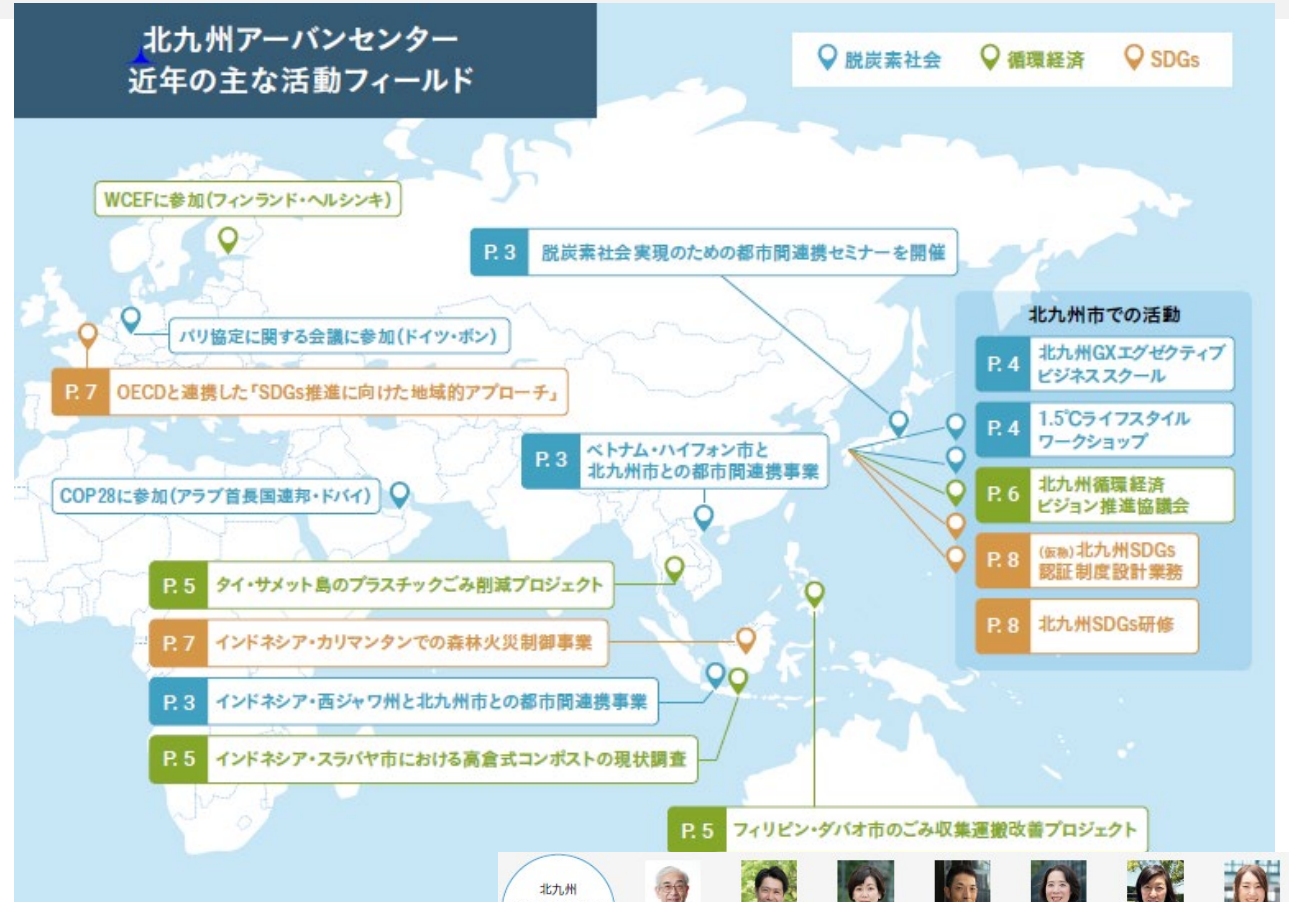 北九州アーバンセンター
近年の主な活動フィールド
脱炭素社会
循環経済
SDGs
WCEFに参加(フィンランド・ヘルシンキ)
P. 3 脱炭素社会実現のための都市間連携セミナーを開催
パリ協定に関する会議に参加(ドイツ・ボン)
P. 7 OECDと連携した「SDGs推進に向けた地域的アプローチ」
P. 3 ベトナム・ハイフォン市と
北九州市との都市間連携事業
COP28に参加(アラブ首長国連邦・ドバイ)
P. 5 タイ・サメット島のプラスチックごみ削減プロジェクト
P. 7 インドネシア・カリマンタンでの森林火災制御事業
P. 3 インドネシア・西ジャワ州と北九州市との都市間連携事業
P. 5 インドネシア・スラバヤ市における高倉式コンポストの現状調査
P. 5 フィリピン・ダバオ市のごみ収集運搬改善プロジェクト
北九州市での活動
P. 4 北九州GXエグゼクティブ
ビジネススクール
P. 4 1.5℃ライフスタイル
ワークショップ
P. 6 北九州循環経済
ビジョン推進協議会
P. 8 (仮称)北九州SDGs
認証制度設計業務
P. 8 北九州SDGs研修
北九州